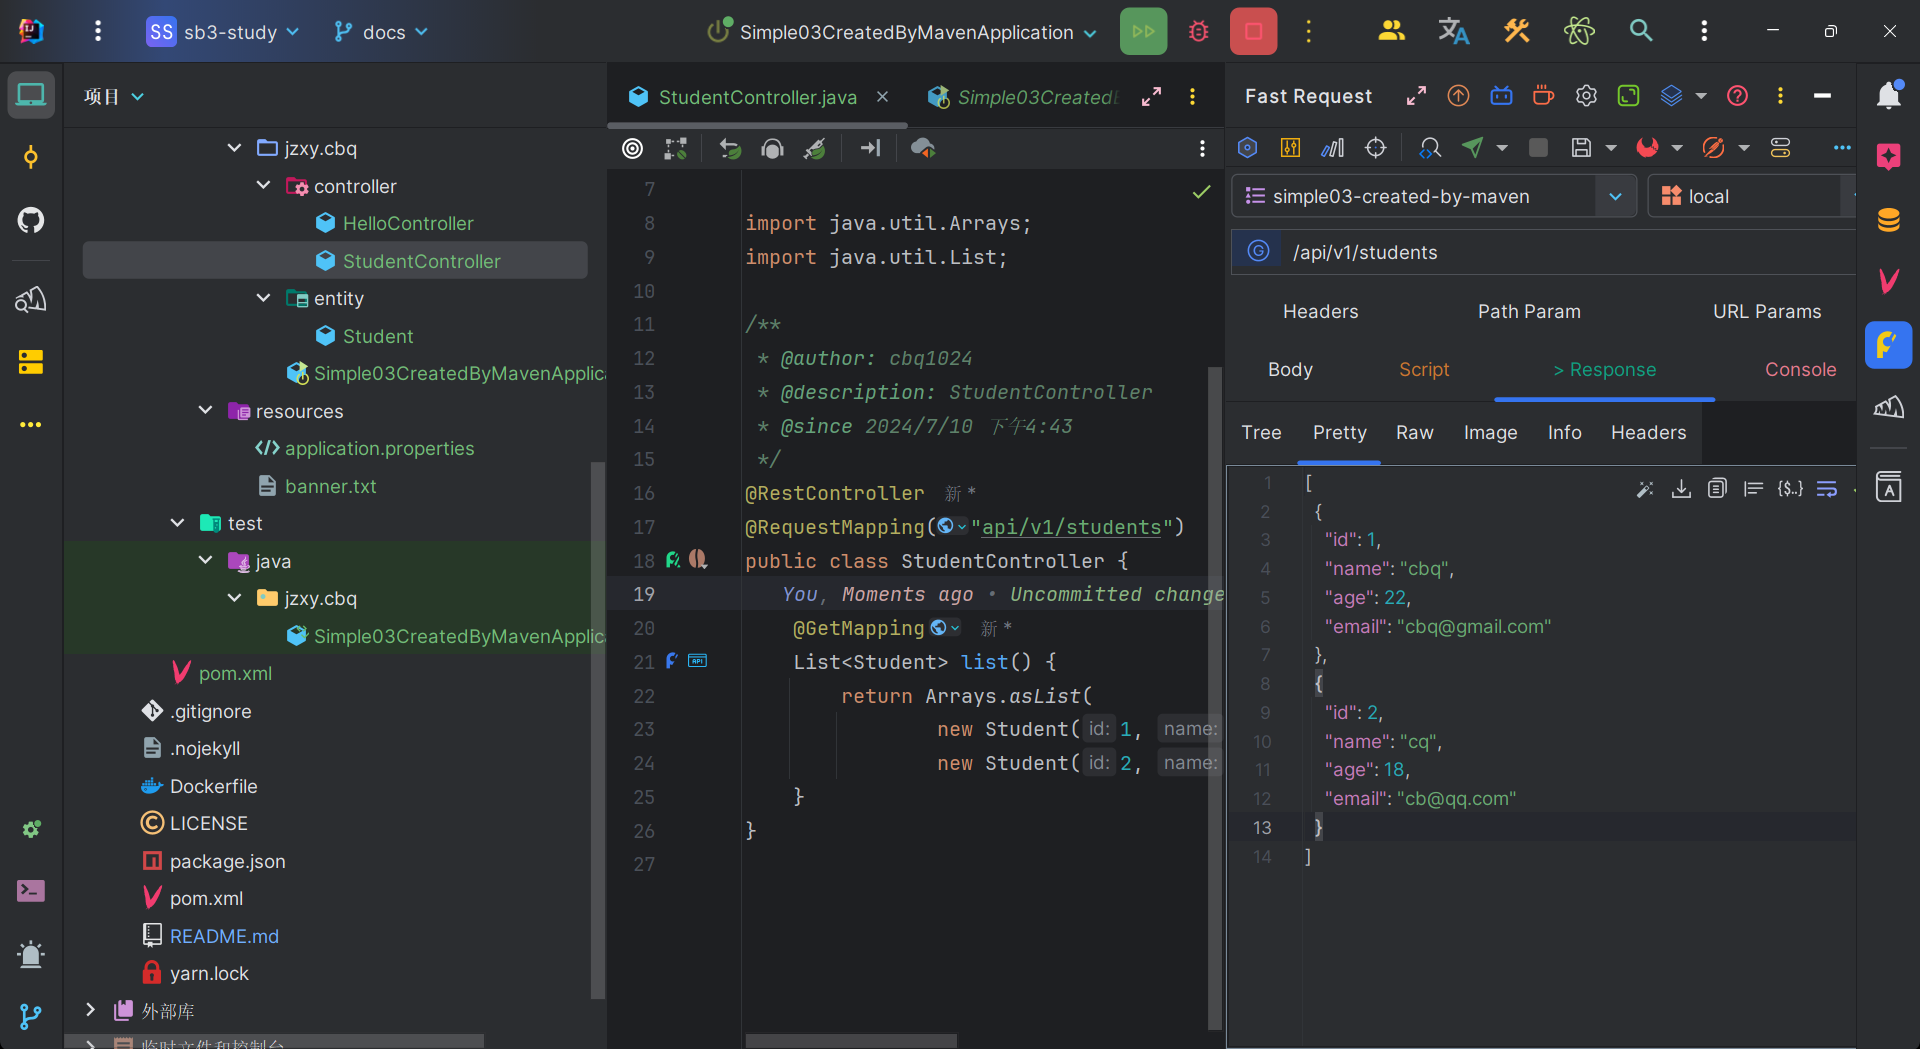 SS sb3-study
docs
Simple03CreatedByMavenApplication
项目
jzxy.cbq
controller
HelloController
StudentController
entity
Student
Simple03CreatedByMavenApplic
resources
application.properties
banner.txt
test
java
jzxy.cbq
Simple03CreatedByMavenApplic
pom.xml
.gitignore
.nojekyll
Dockerfile
LICENSE
package.json
pom.xml
README.md
yarn.lock
外部库
临时文件和控制台
StudentController.java
Simple03CreatedB
7
8 import java.util.Arrays;
9 import java.util.List;
10
11 /**
12 * @author: cbq1024
13 * @description: StudentController
14 * @since 2024/7/10 下午4:43
15 */
16 @RestController 新 *
17 @RequestMapping("api/v1/students")
18 public class StudentController {
19 You, Moments ago • Uncommitted change
20 @GetMapping 新 *
21 List<Student> list() {
22 return Arrays.asList(
23 new Student( id: 1, name:
24 new Student( id: 2, name:
25 }
26 }
27
Fast Request
simple03-created-by-maven
local
G /api/v1/students
Headers Path Param URL Params
Body Script > Response Console
Tree Pretty Raw Image Info Headers
1 [
2 {
3 "id": 1,
4 "name": "cbq",
5 "age": 22,
6 "email": "cbq@gmail.com"
7 },
8 {
9 "id": 2,
10 "name": "cq",
11 "age": 18,
12 "email": "cb@qq.com"
13 }
14 ]